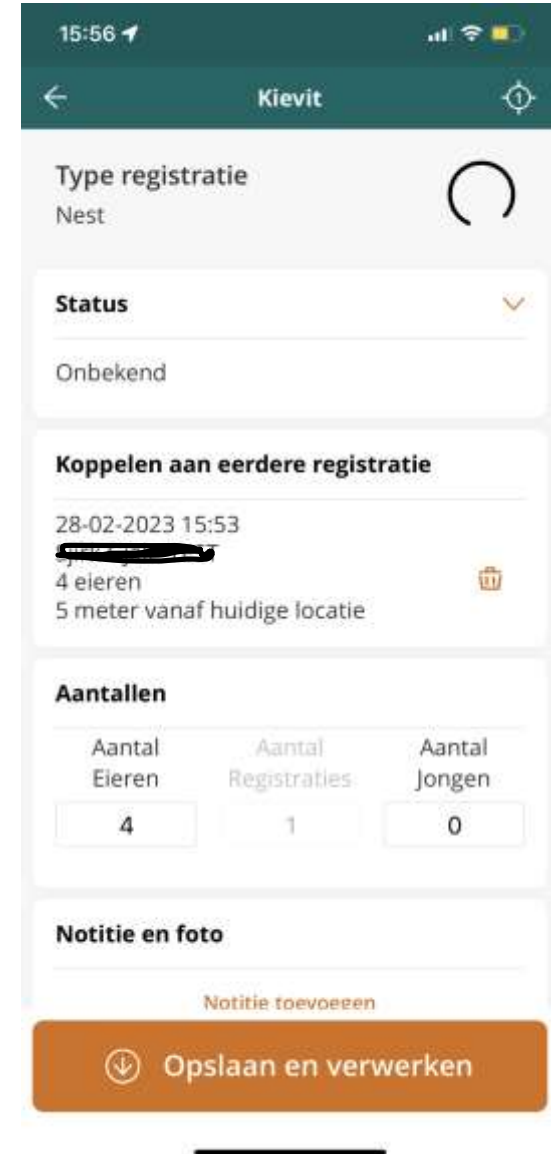 15:56
Kievit
1
Type registratie
Nest
Status
Onbekend
Koppelen aan eerdere registratie
28-02-2023 15:53
4 eieren
5 meter vanaf huidige locatie
Aantallen
Aantal Eieren
Aantal Registraties
Aantal Jongen
4
1
0
Notitie en foto
Notitie toevoegen
Opslaan en verwerken